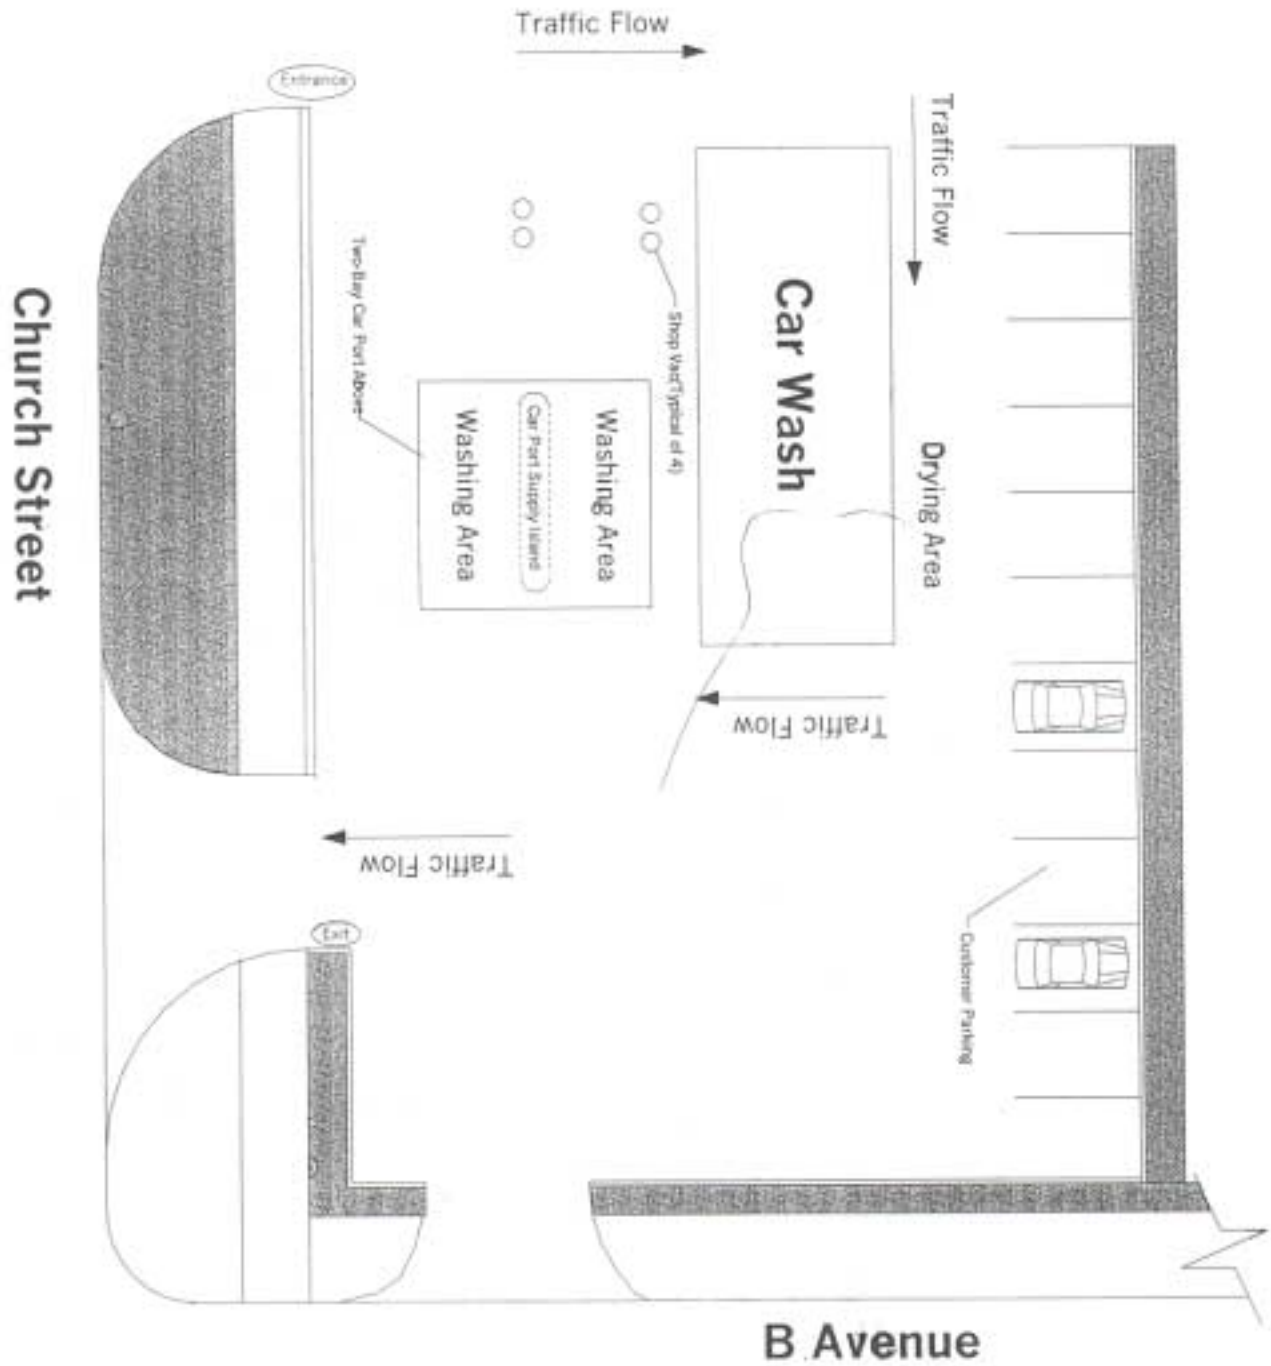 Traffic Flow
Entrance
Traffic Flow
Two-Bay Car Port Above
Shop Vac(Typical of 4)
Car Wash
Church Street
Washing Area
Car Port Supply Island
Washing Area
Drying Area
Traffic Flow
Traffic Flow
Exit
Customer Parking
B Avenue